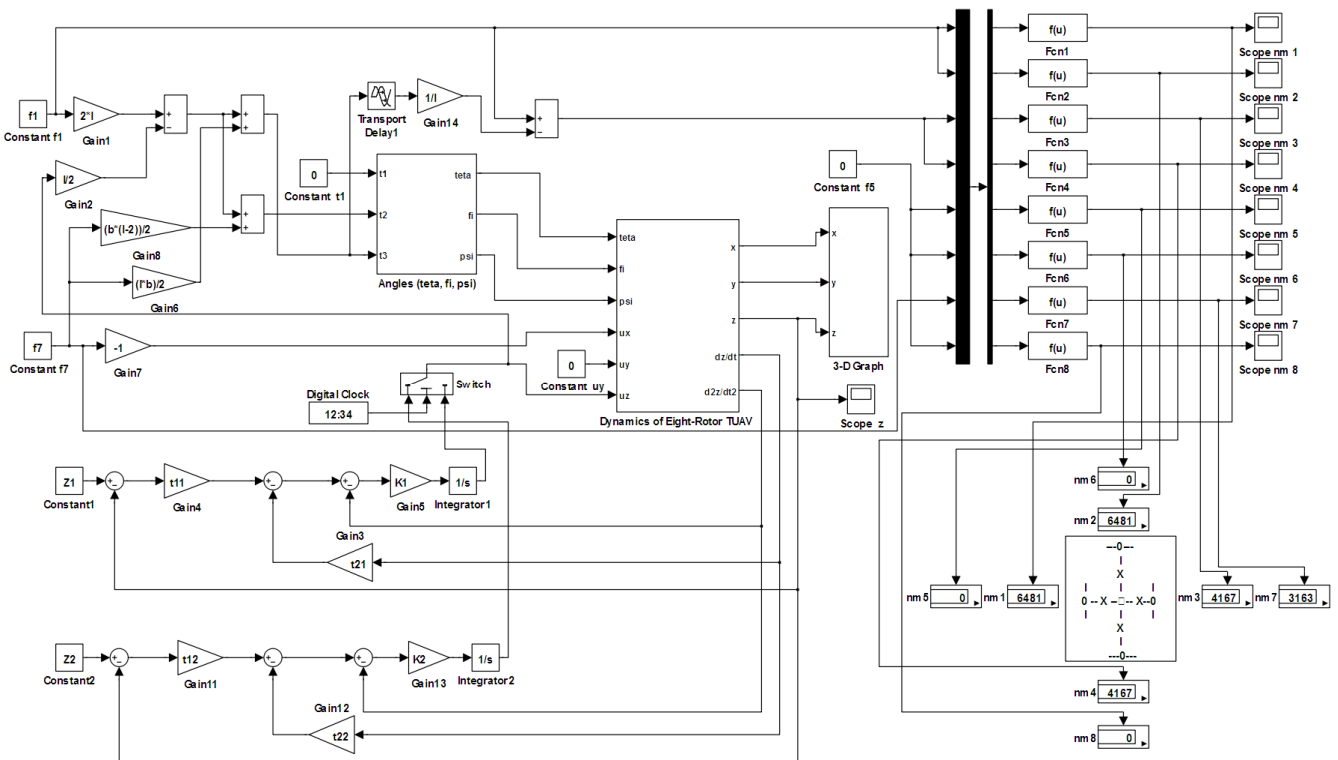 f(u)
Fcn1
Scope nm 1
f(u)
Fcn2
Scope nm 2
f(u)
Fcn3
Scope nm 3
f(u)
Fcn4
Scope nm 4
f(u)
Fcn5
Scope nm 5
f(u)
Fcn6
Scope nm 6
f(u)
Fcn7
Scope nm 7
f(u)
Fcn8
Scope nm 8
f1
Constant f1
2*l
Gain1
+
−
+
+
Transport
Delay1
1/l
Gain14
+
−
l/2
Gain2
(b*(l-2))/2
Gain8
+
+
(l*b)/2
Gain6
0
Constant t1
t1
t2
t3
teta
fi
psi
Angles (teta, fi, psi)
0
Constant f5
f7
Constant f7
-1
Gain7
0
Constant uy
teta
fi
psi
ux
uy
uz
x
y
z
dz/dt
d2z/dt2
Dynamics of Eight-Rotor TUAV
x
y
z
3-D Graph
Scope z
Switch
Digital Clock
12:34
Z1
Constant1
+
−
t11
Gain4
+
−
+
−
K1
Gain5
1/s
Integrator1
Gain3
t21
Z2
Constant2
+
−
t12
Gain11
+
−
+
−
K2
Gain13
1/s
Integrator2
Gain12
t22
nm 6
0
nm 2
6481
nm 5
0
nm 1
6481
---0---
|
X
| | | |
0 -- X -□-- X--0
| | | |
X
|
---0---
nm 3
4167
nm 7
3163
nm 4
4167
nm 8
0